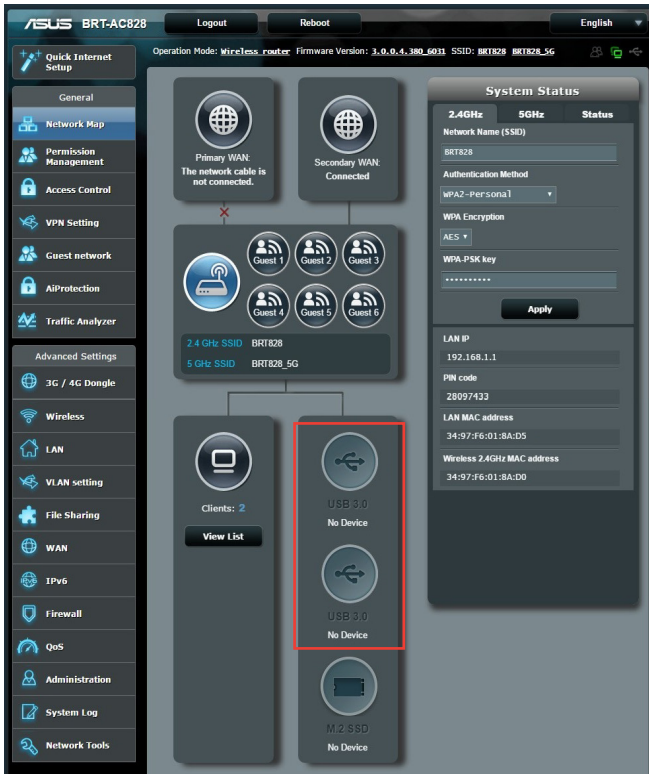 ASUS BRT-AC828
Logout
Reboot
English
Operation Mode: Wireless router Firmware Version: 3.0.0.4.380_6031 SSID: BRT828 BRT828_5G
Quick Internet
Setup
General
Network Map
Permission
Management
Access Control
VPN Setting
Guest network
AiProtection
Traffic Analyzer
Advanced Settings
3G / 4G Dongle
Wireless
LAN
VLAN setting
File Sharing
WAN
IPv6
IPv6
Firewall
QoS
Administration
System Log
Network Tools
Primary WAN:
The network cable is
not connected.
Secondary WAN:
Connected
Guest 1
Guest 2
Guest 3
Guest 4
Guest 5
Guest 6
2.4 GHz SSID BRT828
5 GHz SSID BRT828_5G
Clients: 2
View List
USB 3.0
No Device
USB 3.0
No Device
M.2 SSD
No Device
System Status
2.4GHz 5GHz Status
Network Name (SSID)
BRT828
Authentication Method
WPA2-Personal
WPA Encryption
AES
WPA-PSK key
••••••••••
Apply
LAN IP
192.168.1.1
PIN code
28097433
LAN MAC address
34:97:F6:01:8A:D5
Wireless 2.4GHz MAC address
34:97:F6:01:8A:D0